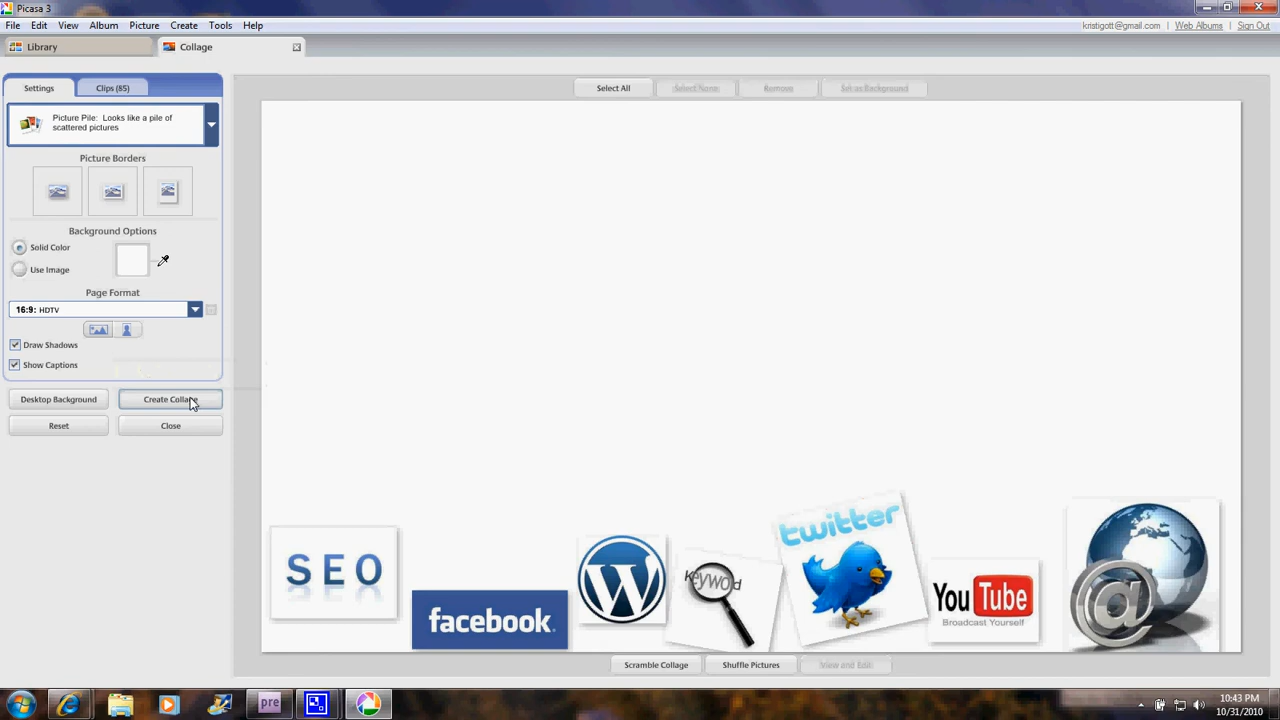 Picasa 3
File Edit View Album Picture Create Tools Help
kristigott@gmail.com Web Albums Sign Out
Library Collage
Settings Clips (85)
Select All Select None Remove Set as Background
Picture Pile: Looks like a pile of
scattered pictures
Picture Borders
Background Options
Solid Color
Use Image
Page Format
16:9: HDTV
Draw Shadows
Show Captions
Desktop Background Create Collage
Reset Close
SEO
facebook.
W
keyword
twitter
You Tube
Broadcast Yourself
@
Scramble Collage Shuffle Pictures View and Edit
pre
10:43 PM
10/31/2010